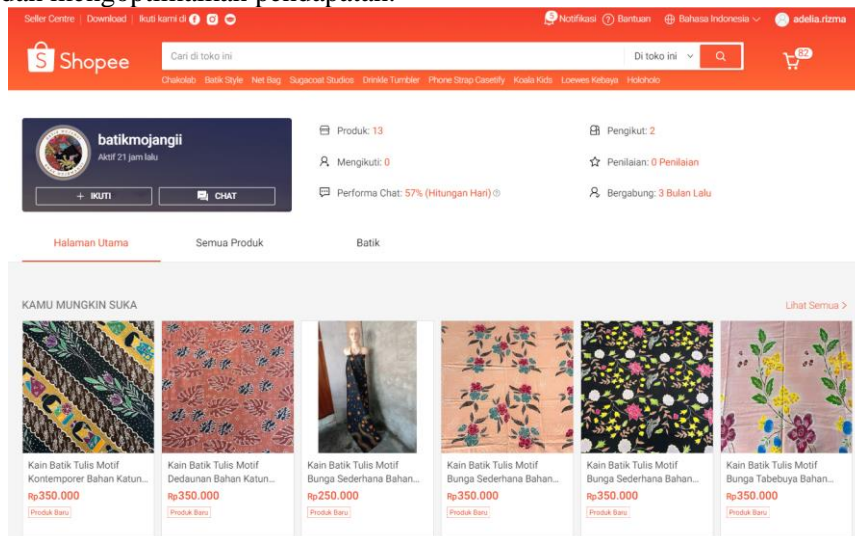 dan mengoptimalkan pendapatan.
Seller Centre | Download | Ikuti kami di
5 Notifikasi Bantuan Bahasa Indonesia adelia.rizma
Shopee
Cari di toko ini
Di toko ini
82
Chakolab Batik Style Net Bag Sugacoat Studios Drinkle Tumbler Phone Strap Casetify Koala Kids Loewes Kebaya Holoholo
batikmojangii
Aktif 21 jam lalu
+ IKUTI
CHAT
Produk: 13
Pengikut: 2
Mengikuti: 0
Penilaian: 0 Penilaian
Performa Chat: 57% (Hitungan Hari)
Bergabung: 3 Bulan Lalu
Halaman Utama
Semua Produk
Batik
KAMU MUNGKIN SUKA
Lihat Semua >
Kain Batik Tulis Motif
Kontemporer Bahan Katun...
Rp350.000
Produk Baru
Kain Batik Tulis Motif
Dedaunan Bahan Katun...
Rp350.000
Produk Baru
Kain Batik Tulis Motif
Bunga Sederhana Bahan...
Rp250.000
Produk Baru
Kain Batik Tulis Motif
Bunga Sederhana Bahan...
Rp350.000
Produk Baru
Kain Batik Tulis Motif
Bunga Sederhana Bahan...
Rp350.000
Produk Baru
Kain Batik Tulis Motif
Bunga Tabebuya Bahan...
Rp350.000
Produk Baru